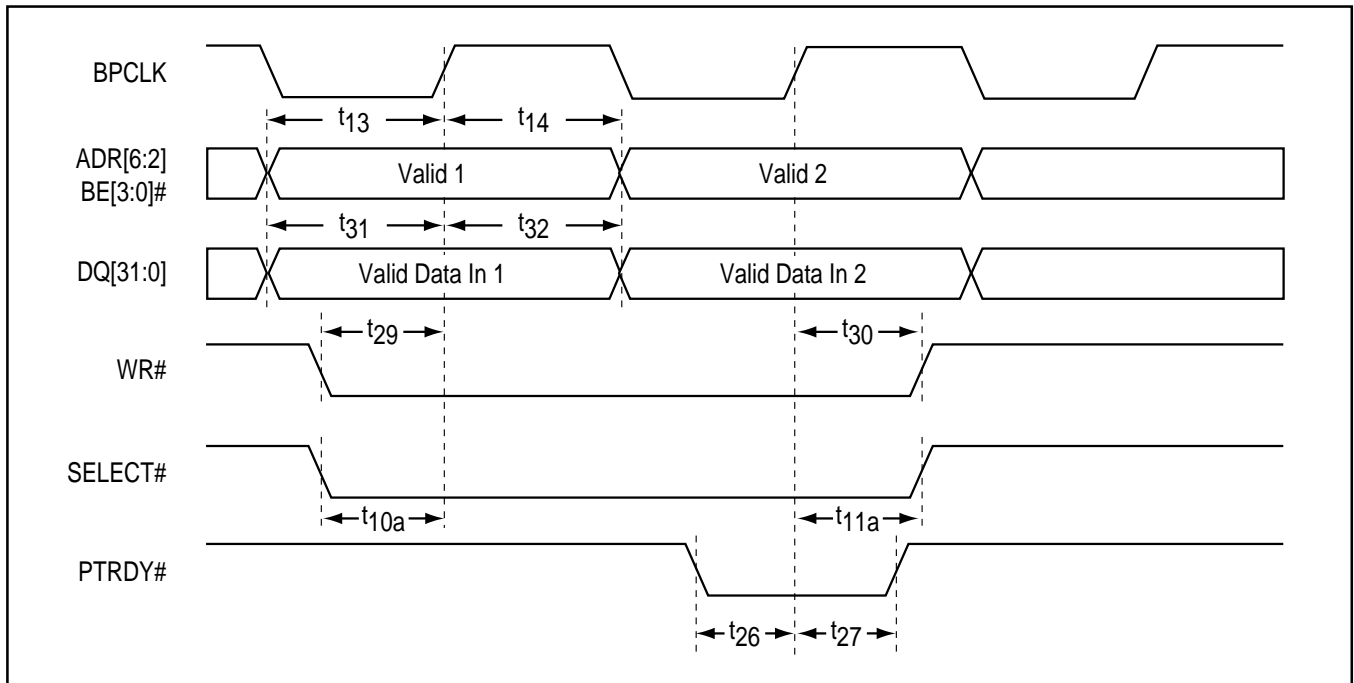 BPCLK
t13 t14
ADR[6:2]
BE[3:0]#
Valid 1 Valid 2
t31 t32
DQ[31:0] Valid Data In 1 Valid Data In 2
t29 t30
WR#
SELECT#
t10a t11a
PTRDY#
t26 t27